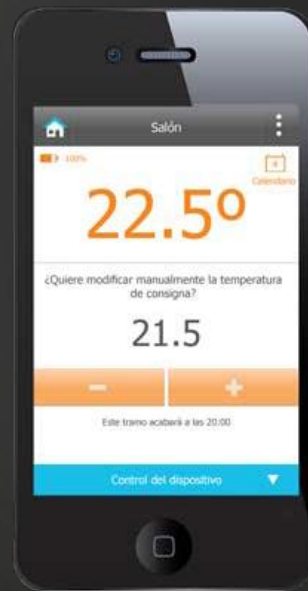 Salón
100%
4
Calendario
22.5º
¿Quiere modificar manualmente la temperatura
de consigna?
21.5
− +
Este tramo acabará a las 20:00
Control del dispositivo